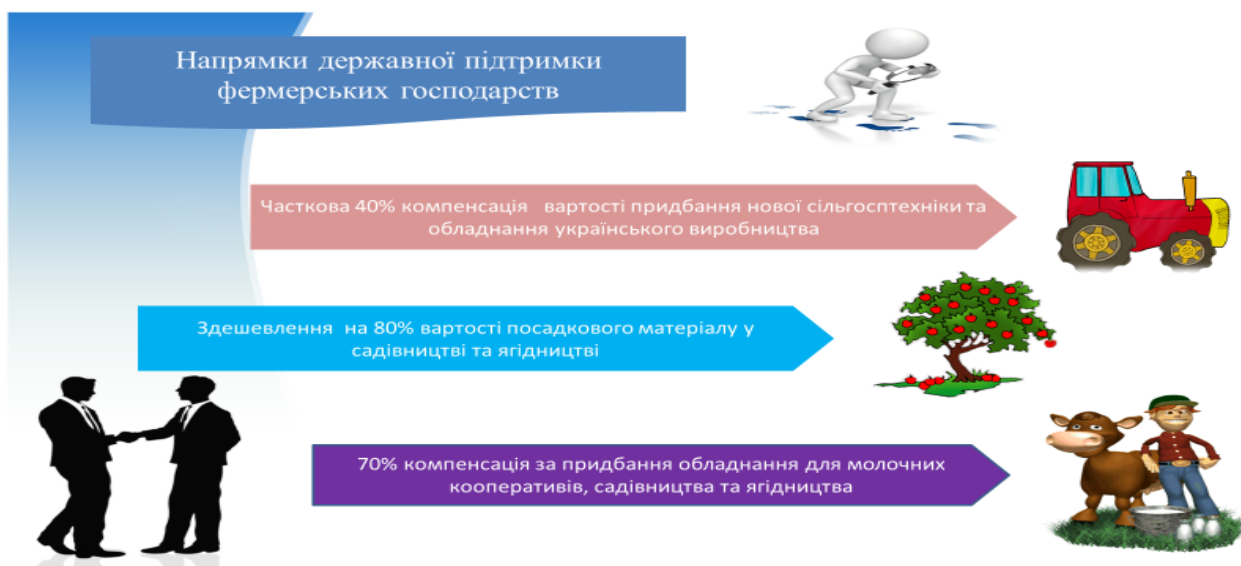 Напрямки державної підтримки
фермерських господарств
Часткова 40% компенсація вартості придбання нової сільгосптехніки та
обладнання українського виробництва
Здешевлення на 80% вартості посадкового матеріалу у
садівництві та ягідництві
70% компенсація за придбання обладнання для молочних
кооперативів, садівництва та ягідництва